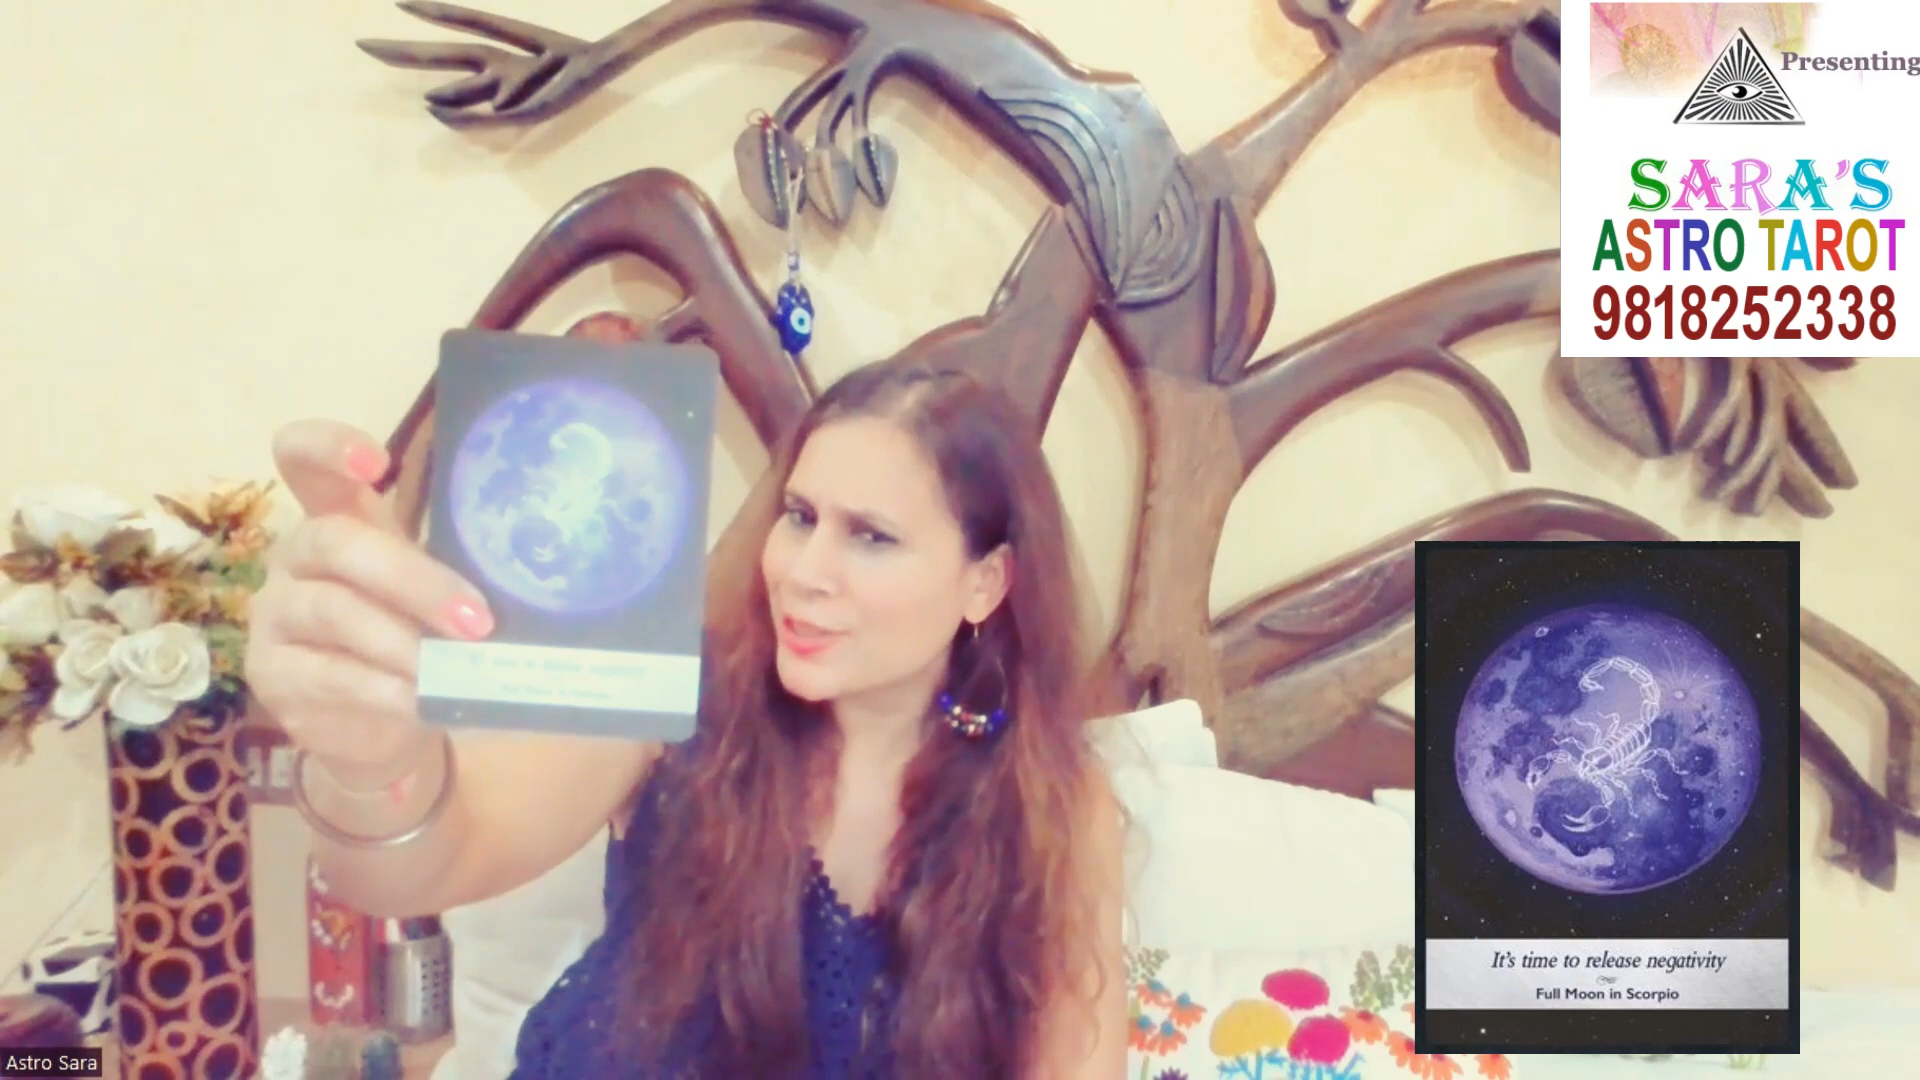 Presenting
SARA'S
ASTRO TAROT
9818252338
It's time to release negativity
Full Moon in Scorpio
Astro Sara